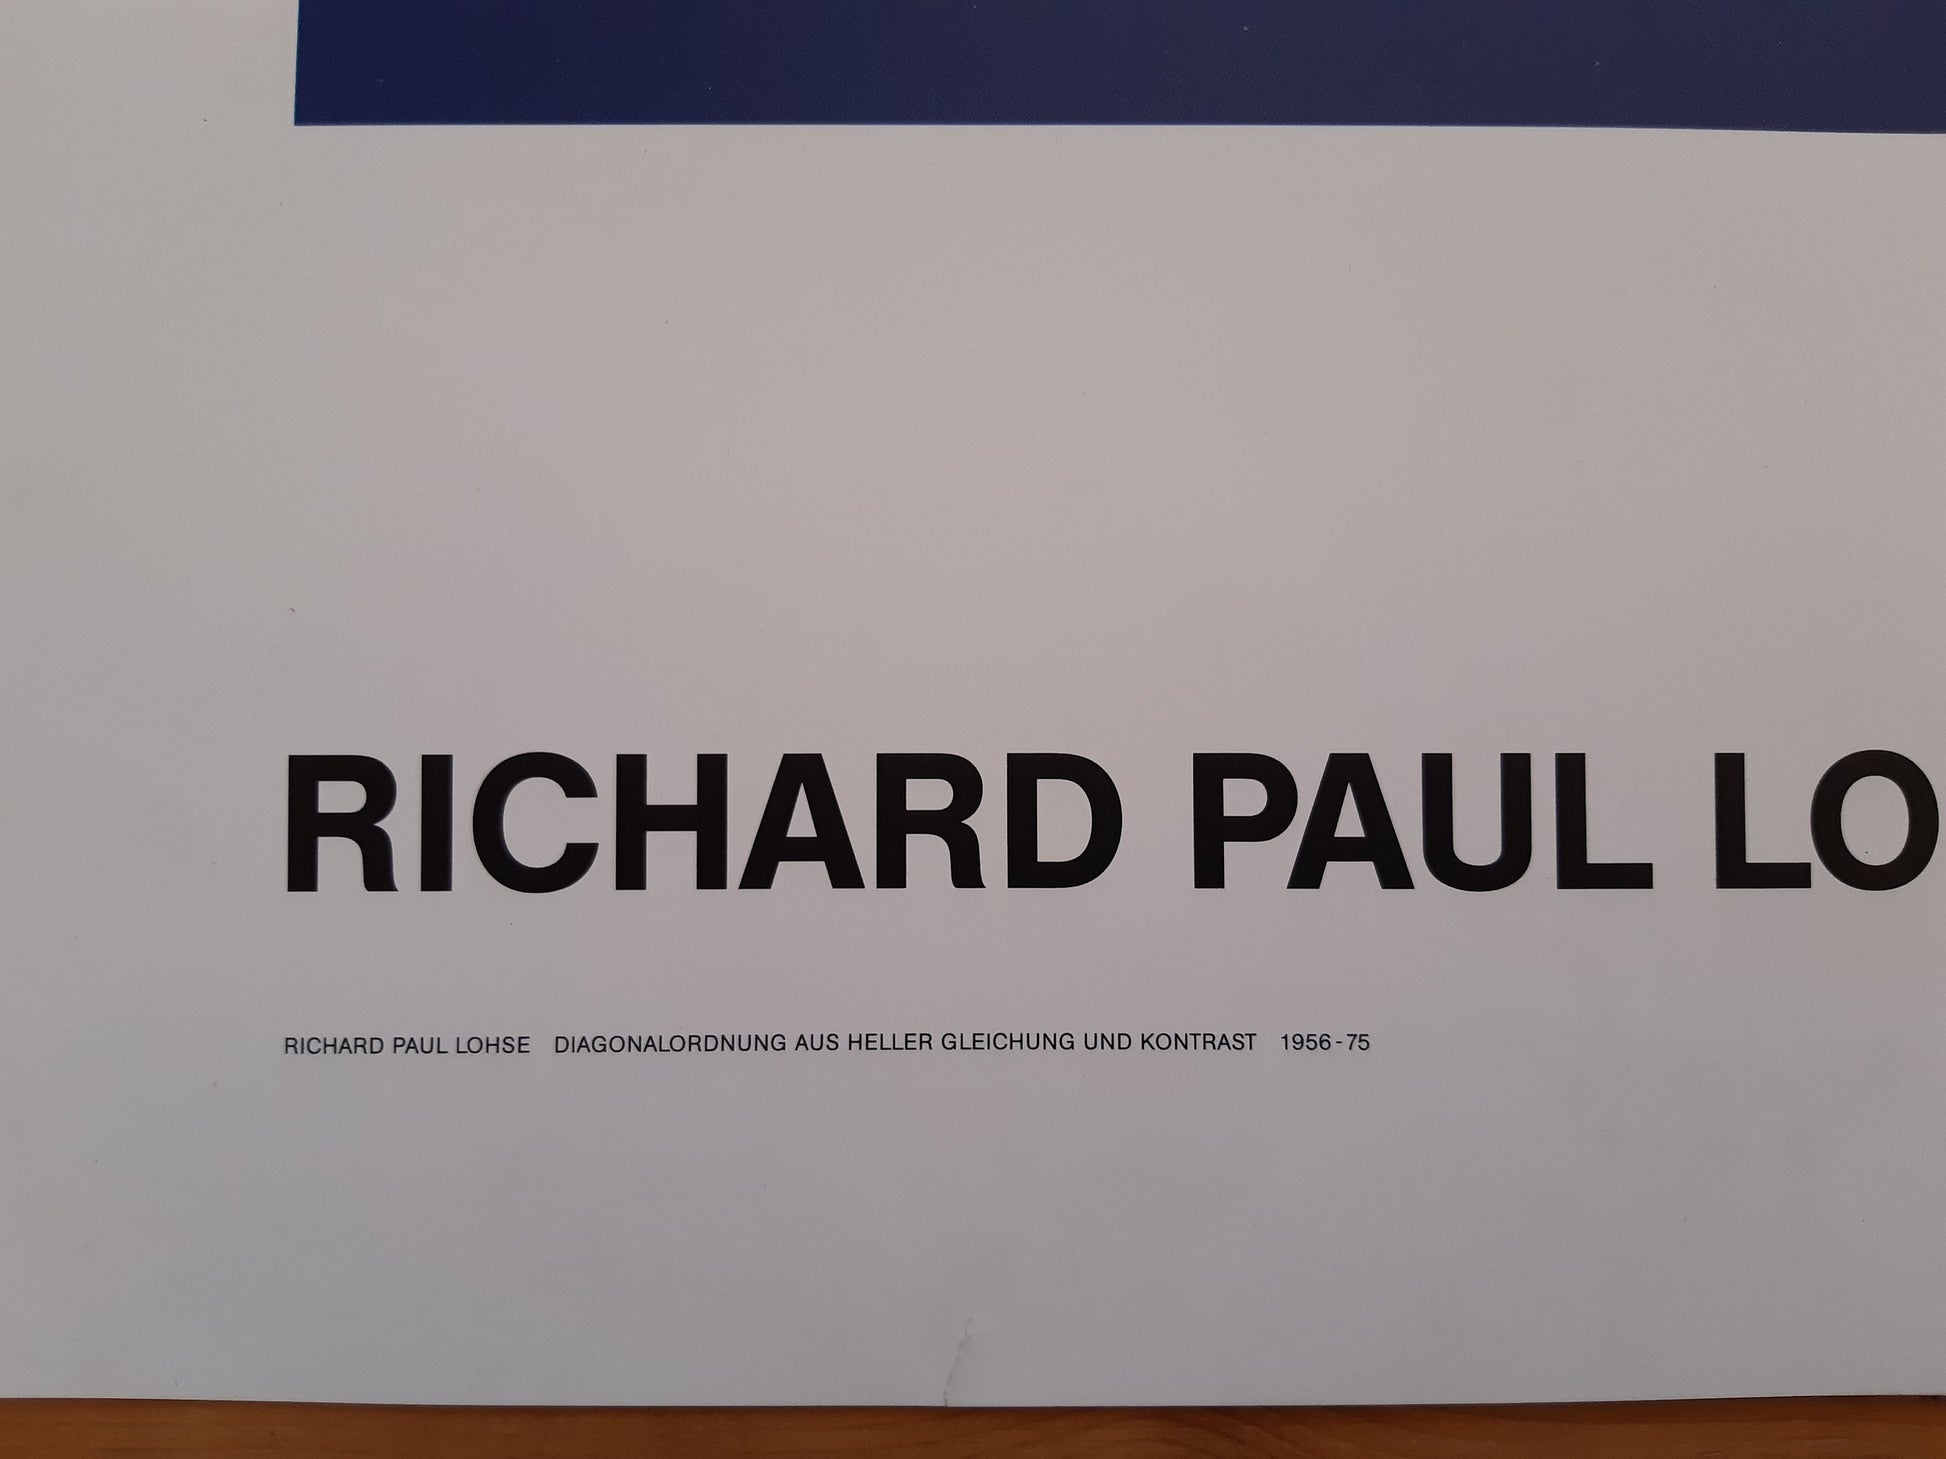 RICHARD PAUL LO
RICHARD PAUL LOHSE DIAGONALORDNUNG AUS HELLER GLEICHUNG UND KONTRAST 1956-75